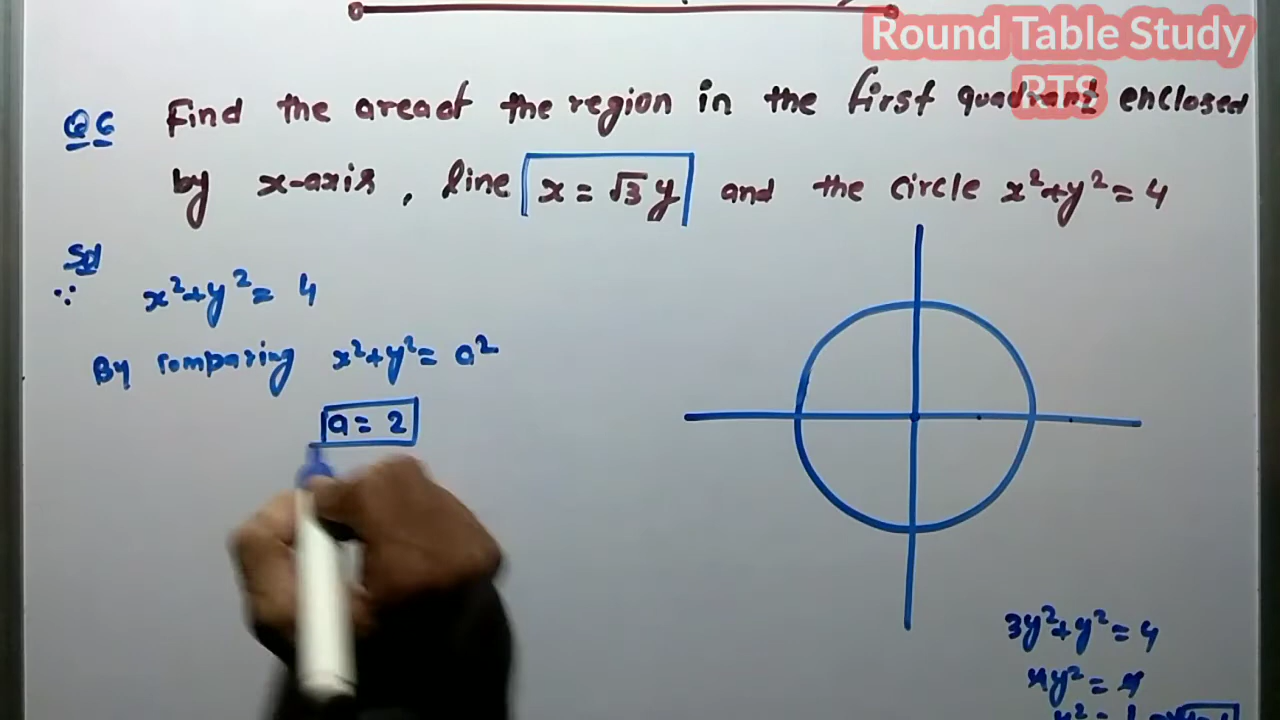 Round Table Study
RTS
Q6 Find the area of the region in the first quadrant enclosed
by x-axis, line x = √3 y and the circle x²+y² = 4
Sol
∵ x²+y² = 4
By comparing x²+y² = a²
a = 2
3y²+y² = 4
4y² = 4